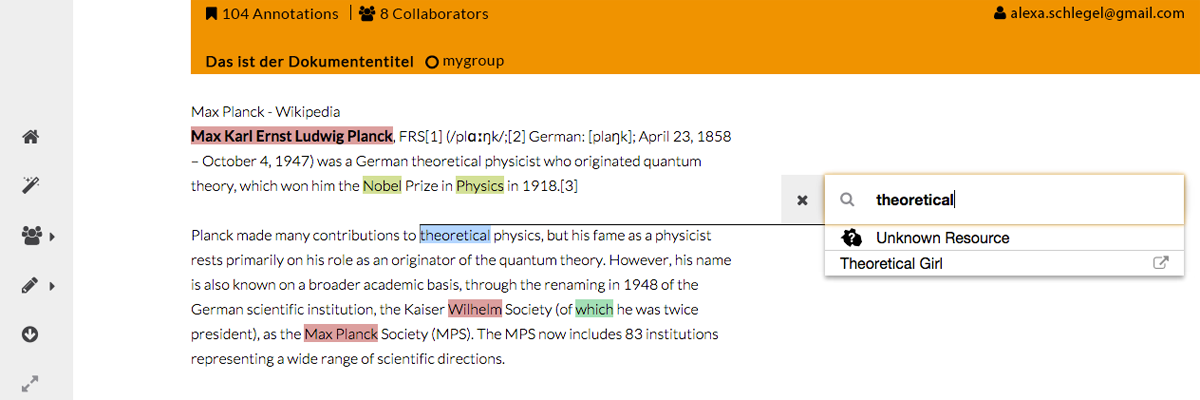 104 Annotations | 8 Collaborators
alexa.schlegel@gmail.com
Das ist der Dokumententitel mygroup
Max Planck - Wikipedia
Max Karl Ernst Ludwig Planck, FRS[1] (/plɑːŋk/;[2] German: [plaŋk]; April 23, 1858
– October 4, 1947) was a German theoretical physicist who originated quantum
theory, which won him the Nobel Prize in Physics in 1918.[3]
theoretical
Unknown Resource
Theoretical Girl
Planck made many contributions to theoretical physics, but his fame as a physicist
rests primarily on his role as an originator of the quantum theory. However, his name
is also known on a broader academic basis, through the renaming in 1948 of the
German scientific institution, the Kaiser Wilhelm Society (of which he was twice
president), as the Max Planck Society (MPS). The MPS now includes 83 institutions
representing a wide range of scientific directions.